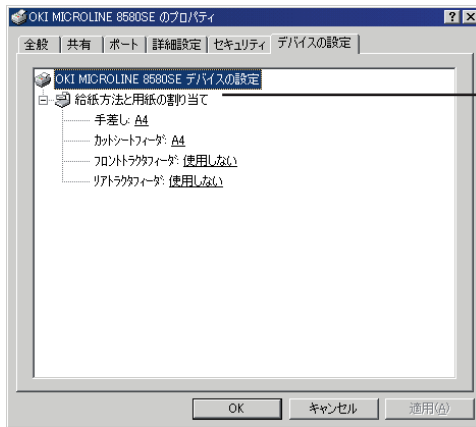 OKI MICROLINE 8580SE のプロパティ
全般 共有 ポート 詳細設定 セキュリティ デバイスの設定
OKI MICROLINE 8580SE デバイスの設定
給紙方法と用紙の割り当て
手差し: A4
カットシートフィーダ: A4
フロントトラクタフィーダ: 使用しない
リアトラクタフィーダ: 使用しない
OK キャンセル 適用(A)